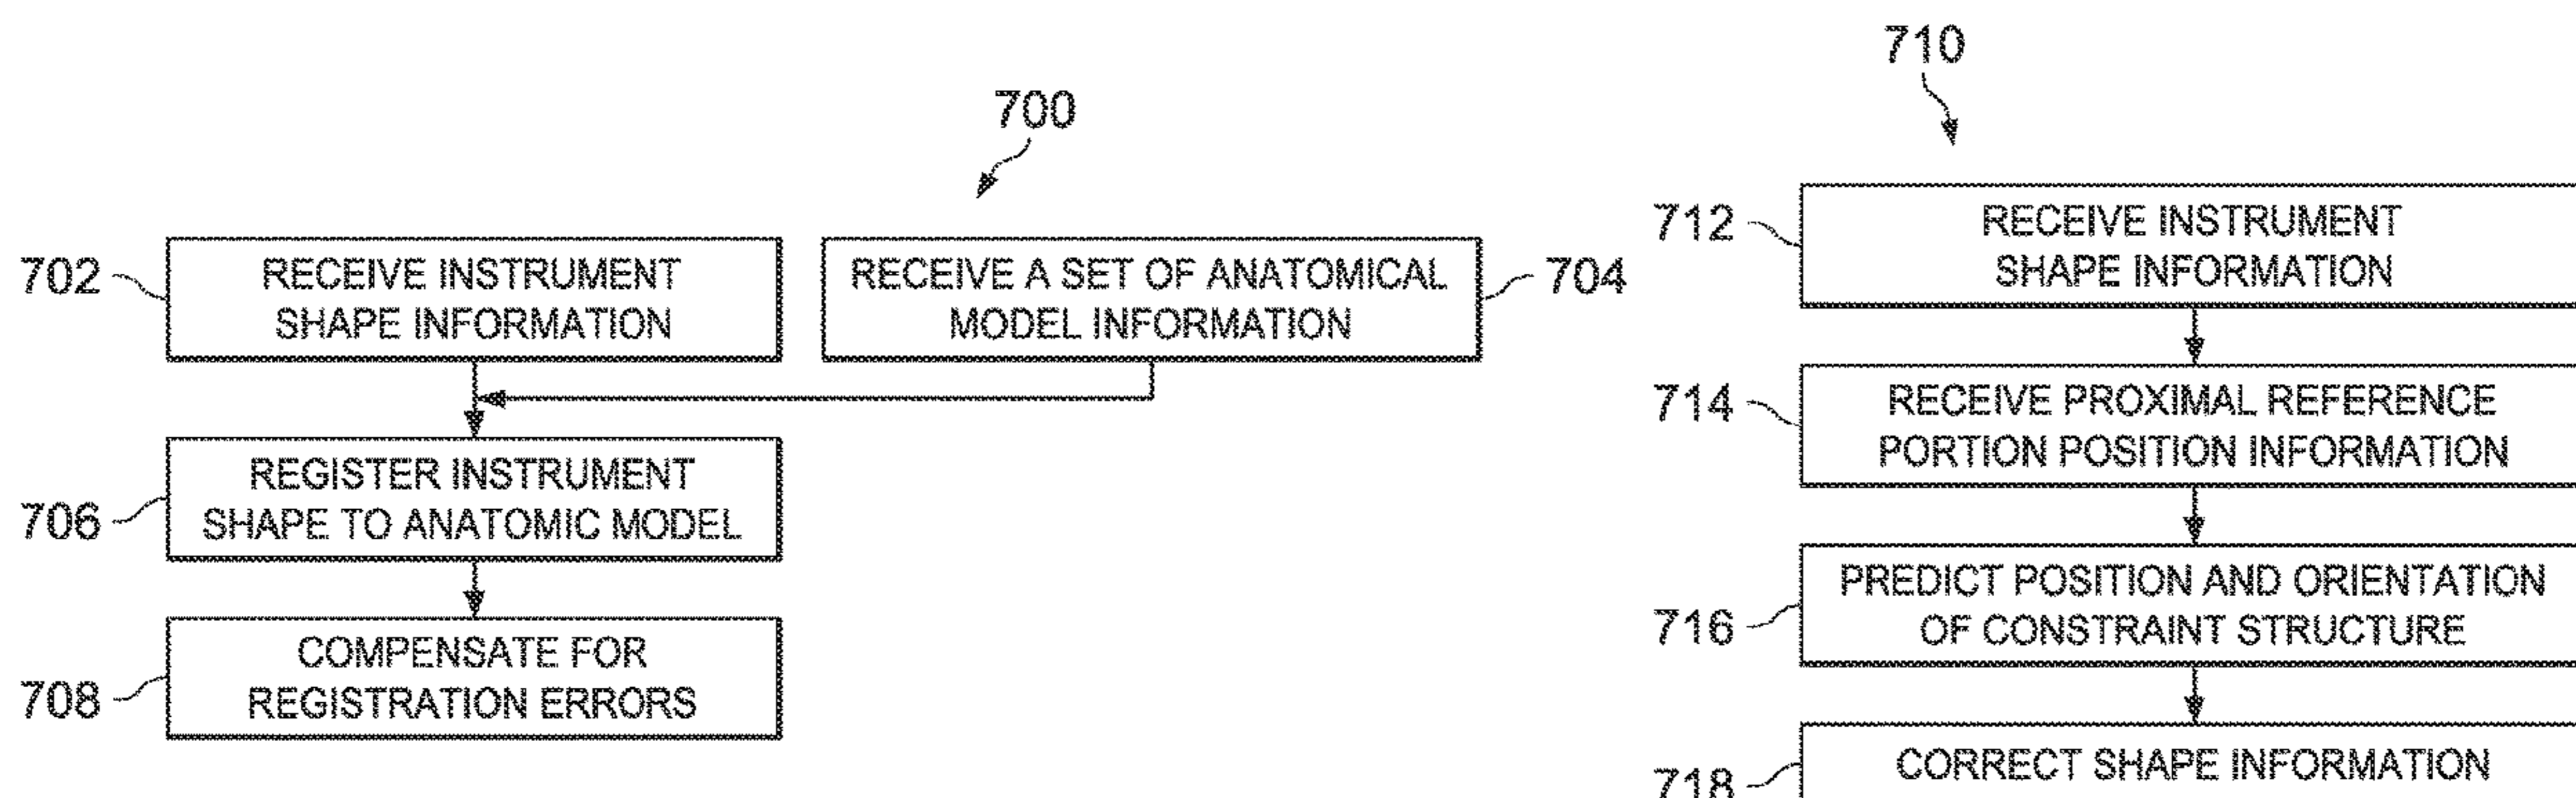 700
702
RECEIVE INSTRUMENT
SHAPE INFORMATION
RECEIVE A SET OF ANATOMICAL
MODEL INFORMATION
704
706
REGISTER INSTRUMENT
SHAPE TO ANATOMIC MODEL
708
COMPENSATE FOR
REGISTRATION ERRORS
710
712
RECEIVE INSTRUMENT
SHAPE INFORMATION
714
RECEIVE PROXIMAL REFERENCE
PORTION POSITION INFORMATION
716
PREDICT POSITION AND ORIENTATION
OF CONSTRAINT STRUCTURE
718
CORRECT SHAPE INFORMATION